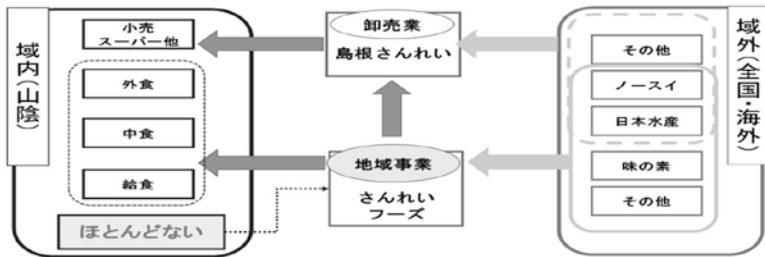 域内(山陰)
小売
スーパー他
外食
中食
給食
ほとんどない
卸売業
島根さんれい
地域事業
さんれい
フーズ
その他
ノースイ
日本水産
味の素
その他
域外(全国・海外)